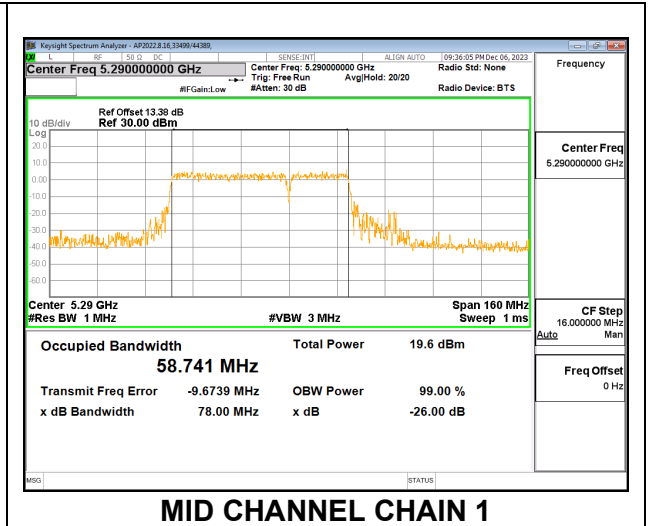 Keysight Spectrum Analyzer - AP2022.8.16,33499/44389,
L RF 50 Ω DC SENSE:INT ALIGN AUTO 09:36:05 PM Dec 06, 2023
Center Freq 5.290000000 GHz
Center Freq: 5.290000000 GHz
Radio Std: None
Trig: Free Run Avg|Hold: 20/20
#IFGain:Low #Atten: 30 dB Radio Device: BTS
Frequency
Ref Offset 13.38 dB
10 dB/div Ref 30.00 dBm
Log
20.0
10.0
0.00
-10.0
-20.0
-30.0
-40.0
-50.0
-60.0
Center 5.29 GHz Span 160 MHz
#Res BW 1 MHz #VBW 3 MHz Sweep 1 ms
Center Freq
5.290000000 GHz
CF Step
16.000000 MHz
Auto Man
Freq Offset
0 Hz
Occupied Bandwidth Total Power 19.6 dBm
58.741 MHz
Transmit Freq Error -9.6739 MHz OBW Power 99.00 %
x dB Bandwidth 78.00 MHz x dB -26.00 dB
MSG STATUS
MID CHANNEL CHAIN 1